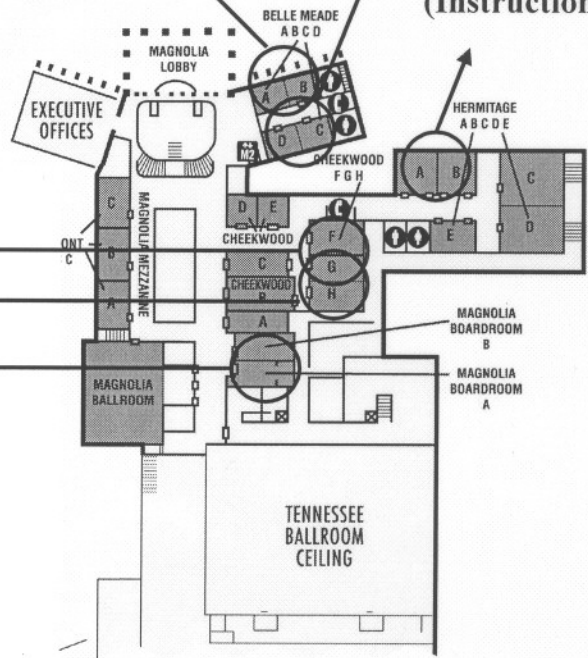 (Instruction
BELLE MEADE
A B C D
MAGNOLIA
LOBBY
A
B
D
C
EXECUTIVE
OFFICES
HERMITAGE
A B C D E
M2
CHEEKWOOD
F G H
A
B
C
D
E
C
B
A
ONT
C
MAGNOLIA MEZZANINE
D
E
CHEEKWOOD
C
CHEEKWOOD
B
A
F
G
H
MAGNOLIA
BOARDROOM
B
MAGNOLIA
BOARDROOM
A
MAGNOLIA
BALLROOM
TENNESSEE
BALLROOM
CEILING